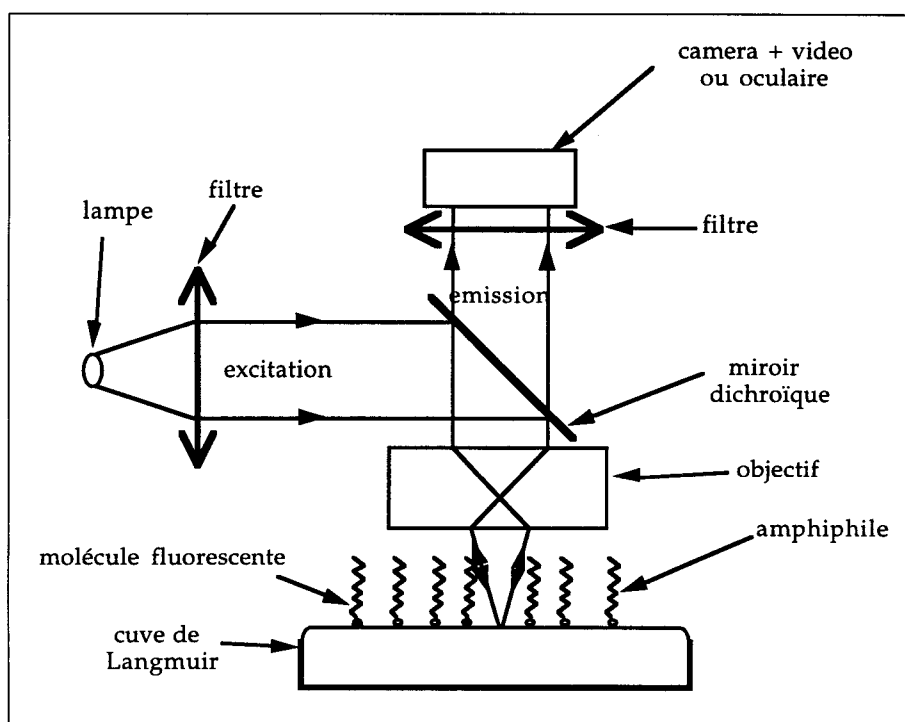 camera + video
ou oculaire
filtre
lampe
filtre
emission
excitation
miroir
dichroïque
objectif
molécule fluorescente
amphiphile
cuve de
Langmuir